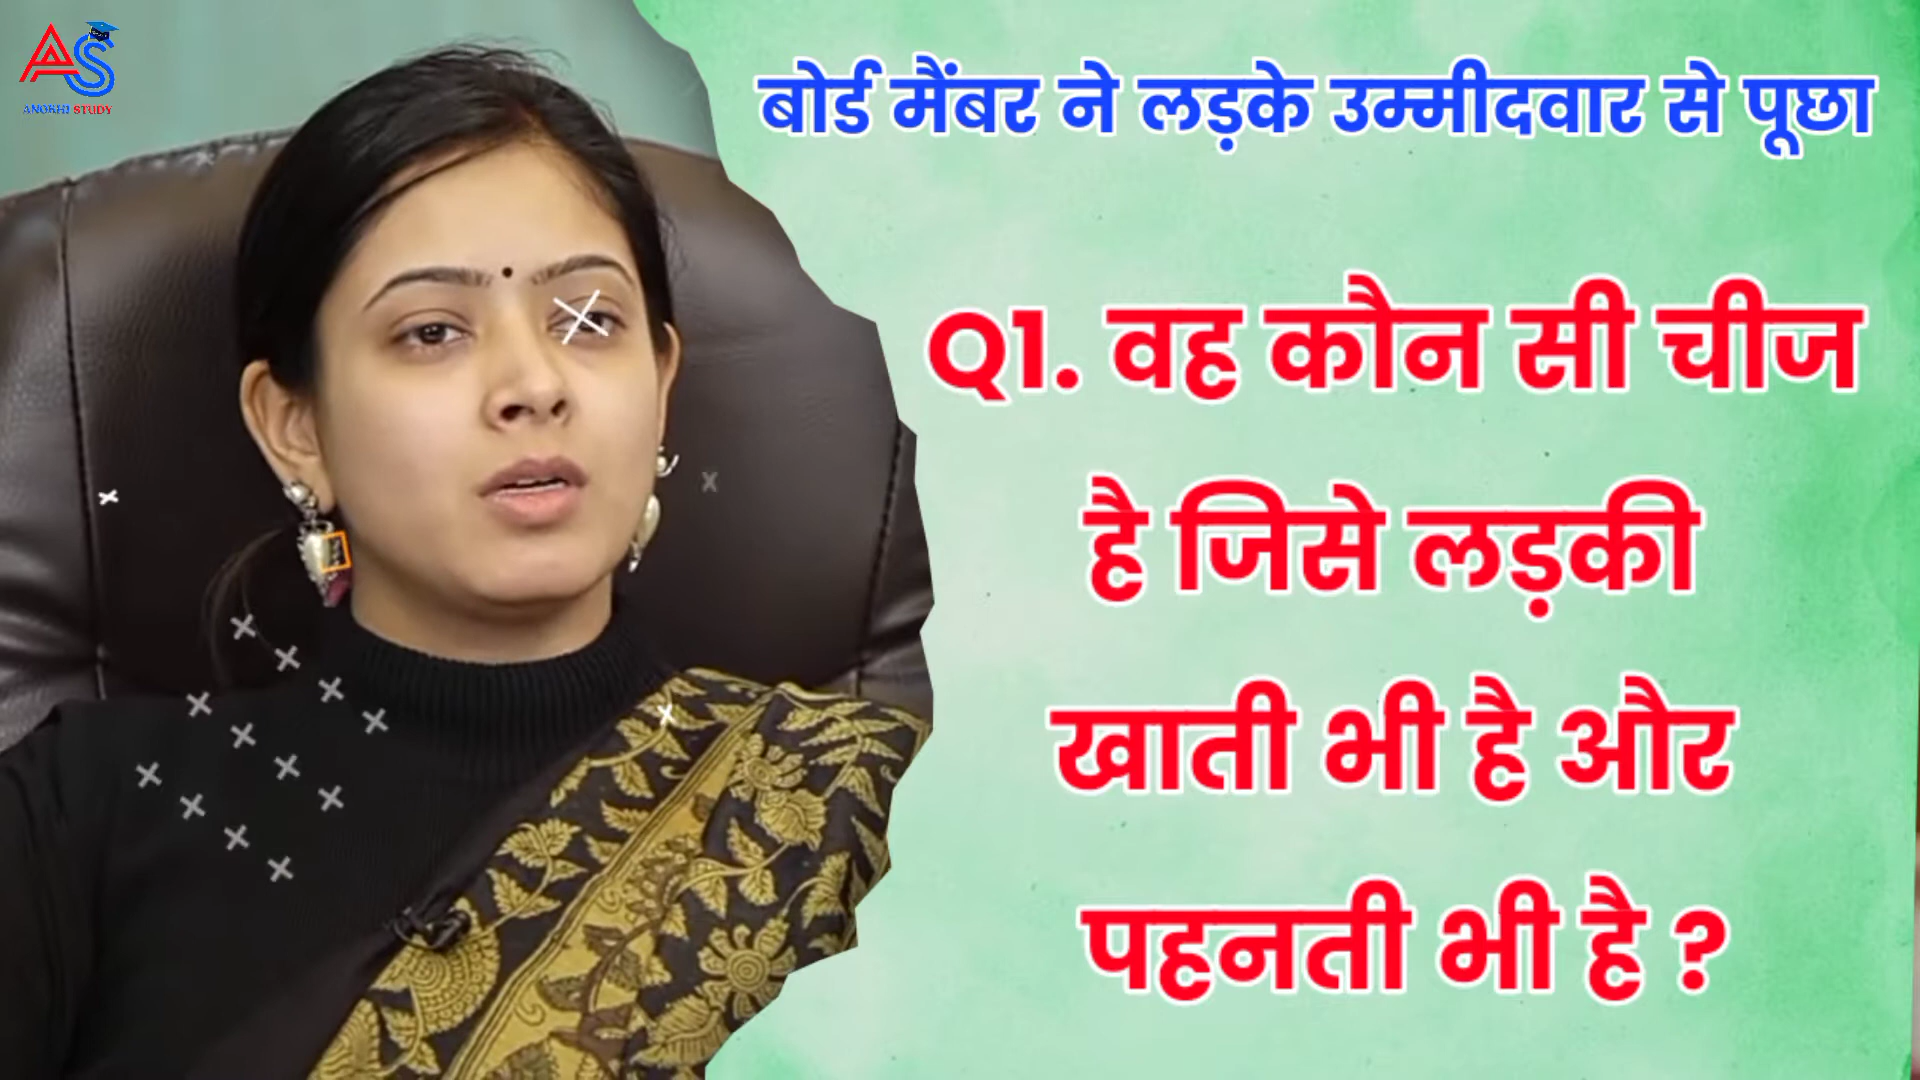 AS
ANOKHI STUDY
बोर्ड मैंबर ने लड़के उम्मीदवार से पूछा
Q1. वह कौन सी चीज
है जिसे लड़की
खाती भी है और
पहनती भी है ?